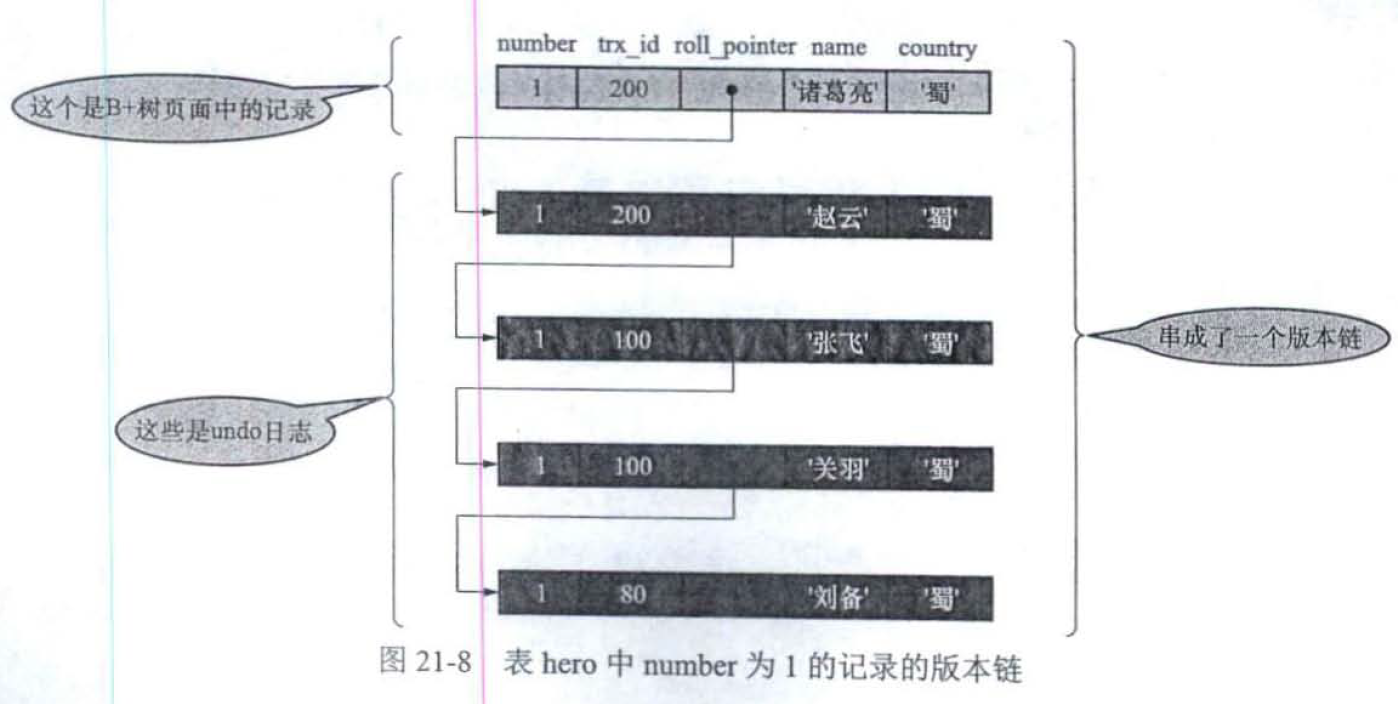 number trx_id roll_pointer name country
这个是B+树页面中的记录
1 200 '诸葛亮' '蜀'
1 200 '赵云' '蜀'
1 100 '张飞' '蜀'
串成了一个版本链
这些是undo日志
1 100 '关羽' '蜀'
1 80 '刘备' '蜀'
图 21-8 表 hero 中 number 为 1 的记录的版本链